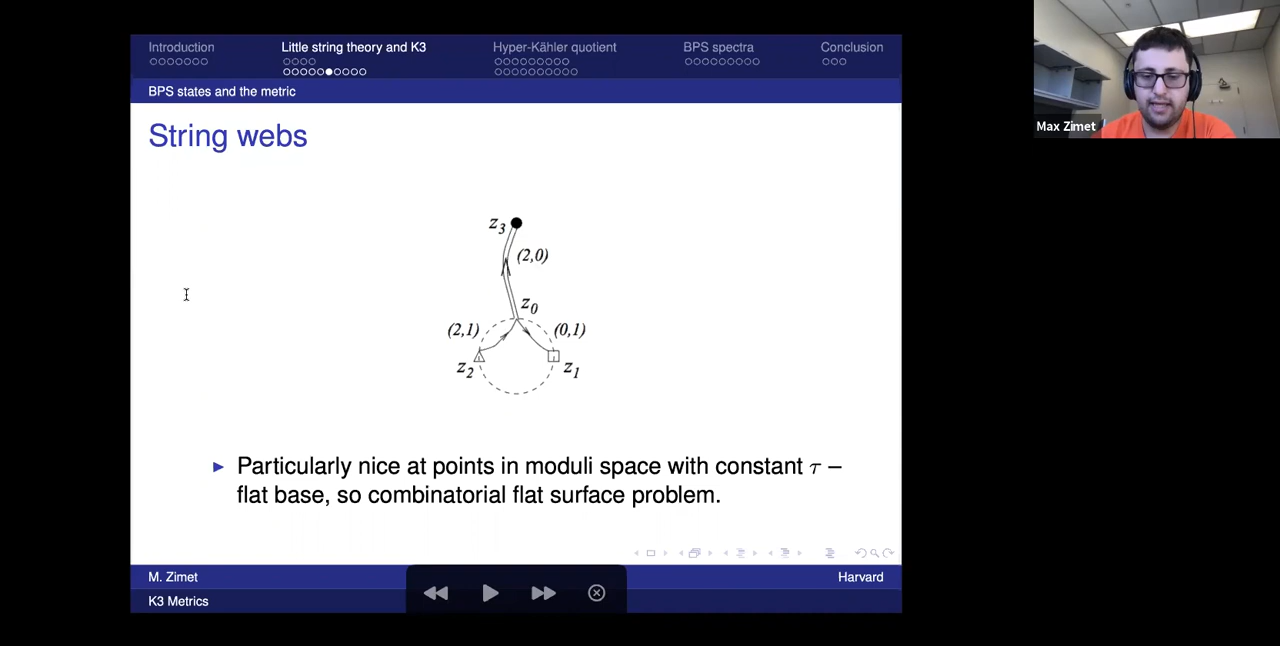 Introduction
Little string theory and K3
Hyper-Kähler quotient
BPS spectra
Conclusion
BPS states and the metric
String webs
z3
(2,0)
z0
(2,1)
(0,1)
z2
z1
Particularly nice at points in moduli space with constant τ –
flat base, so combinatorial flat surface problem.
M. Zimet
Harvard
K3 Metrics
Max Zimet